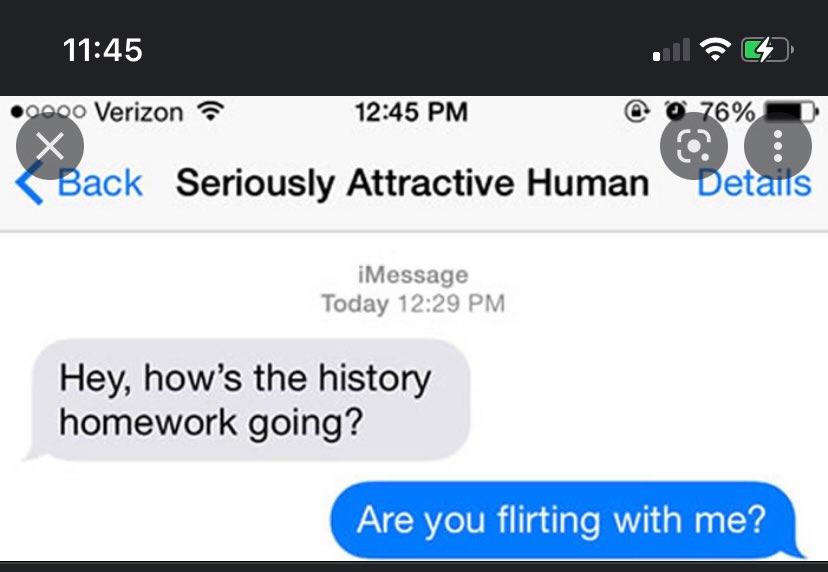 11:45
Verizon 12:45 PM 76%
Back Seriously Attractive Human Details
iMessage
Today 12:29 PM
Hey, how’s the history
homework going?
Are you flirting with me?